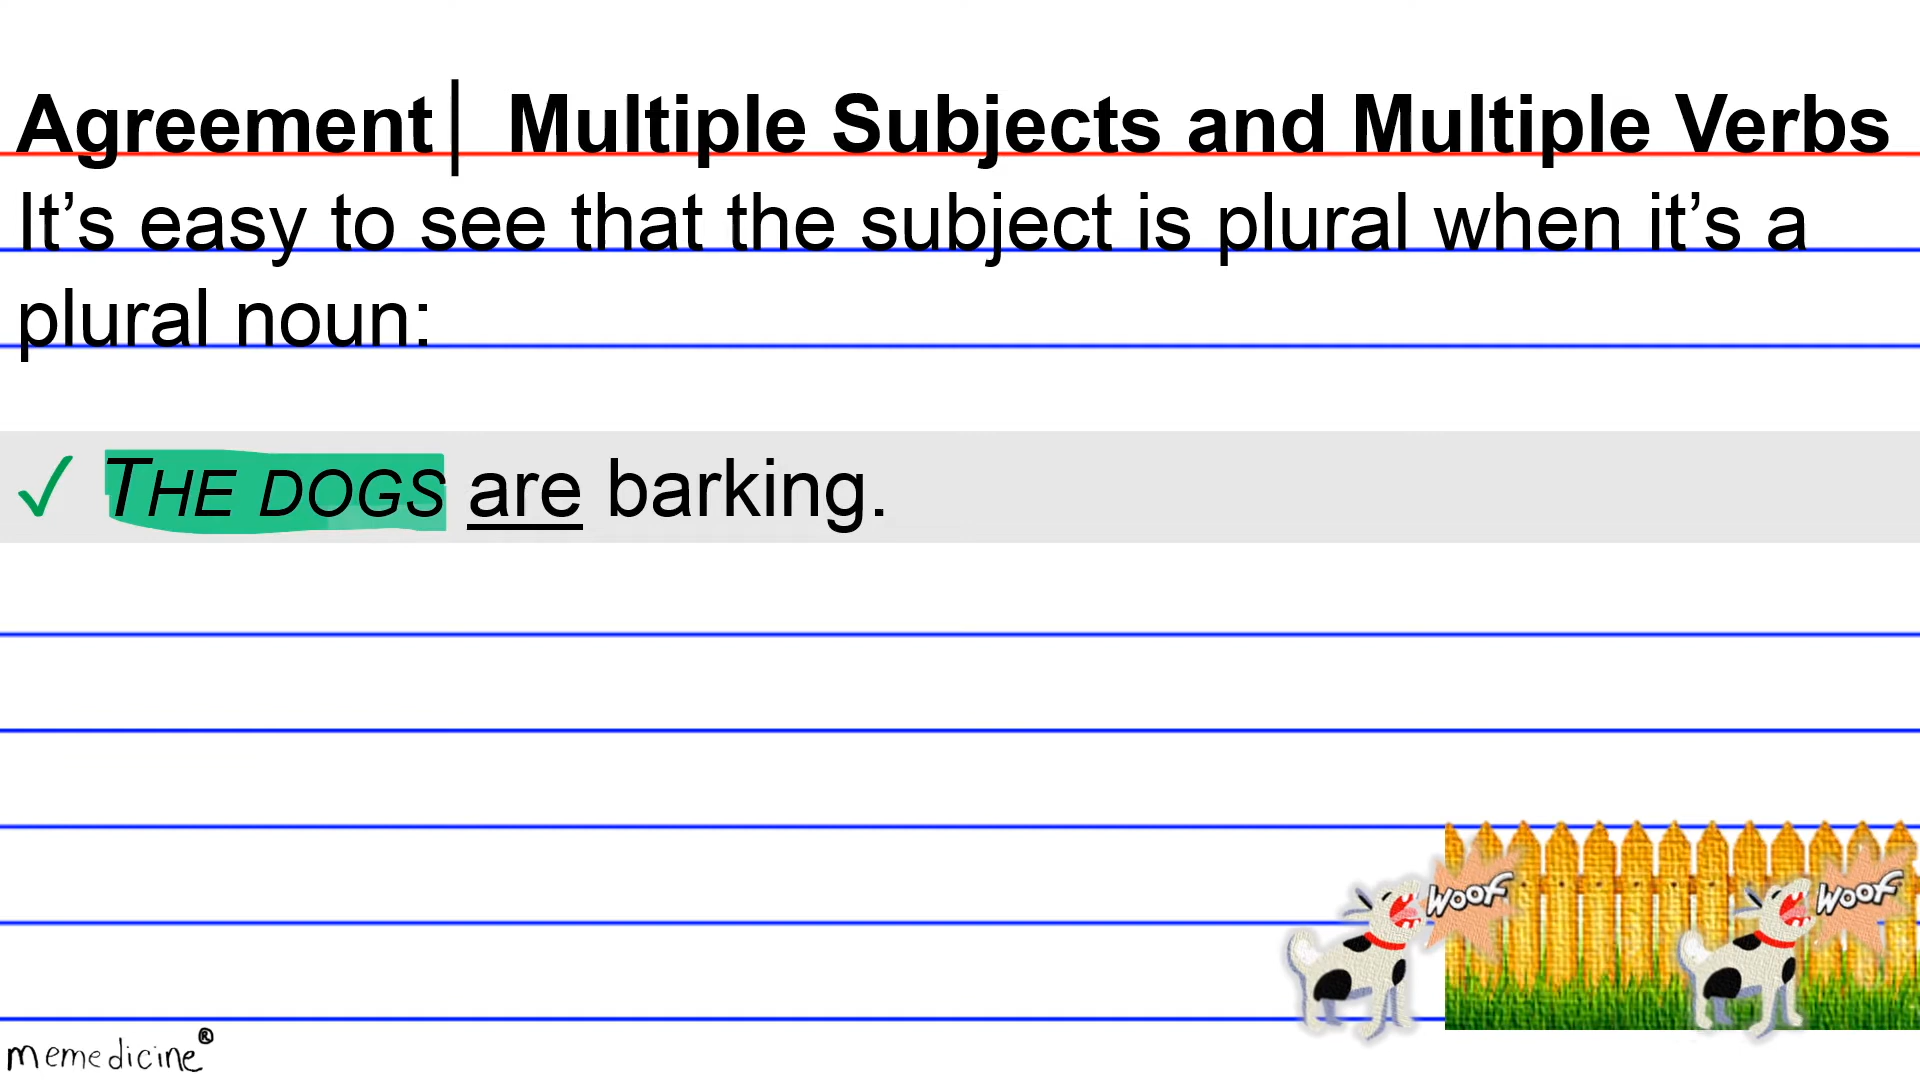 Agreement| Multiple Subjects and Multiple Verbs
It’s easy to see that the subject is plural when it’s a
plural noun:
✓ THE DOGS are barking.
WOOF WOOF
memedicine®